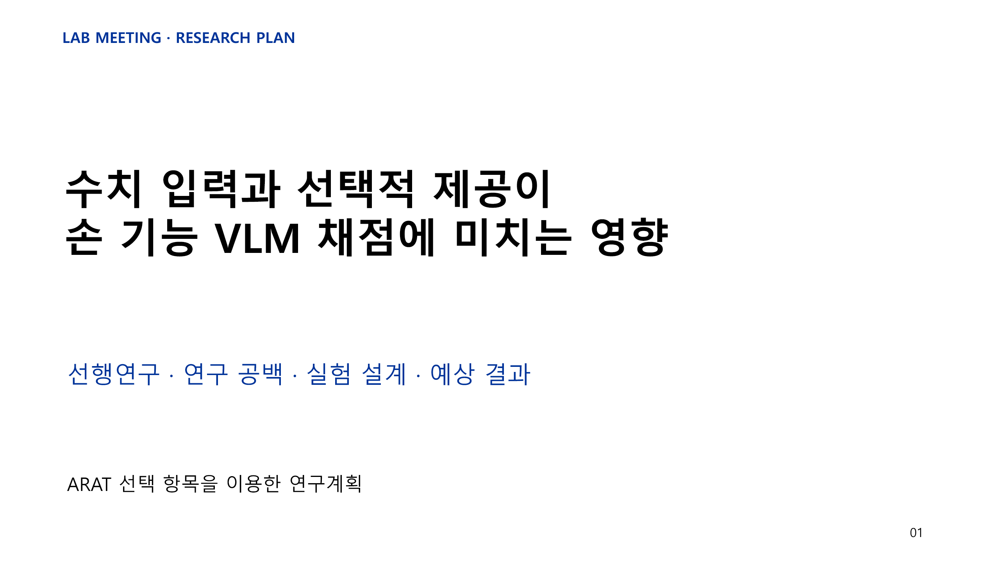 LAB MEETING · RESEARCH PLAN
수치 입력과 선택적 제공이
손 기능 VLM 채점에 미치는 영향
선행연구 · 연구 공백 · 실험 설계 · 예상 결과
ARAT 선택 항목을 이용한 연구계획
01